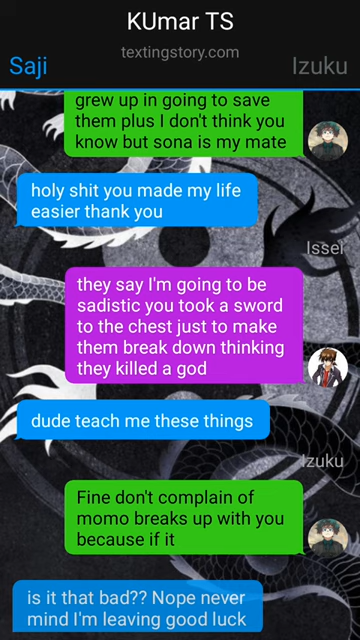 KUmar TS
textingstory.com
Saji
Izuku
grew up in going to save
them plus I don't think you
know but sona is my mate
holy shit you made my life
easier thank you
Issei
they say I'm going to be
sadistic you took a sword
to the chest just to make
them break down thinking
they killed a god
dude teach me these things
Izuku
Fine don't complain of
momo breaks up with you
because if it
is it that bad?? Nope never
mind I'm leaving good luck